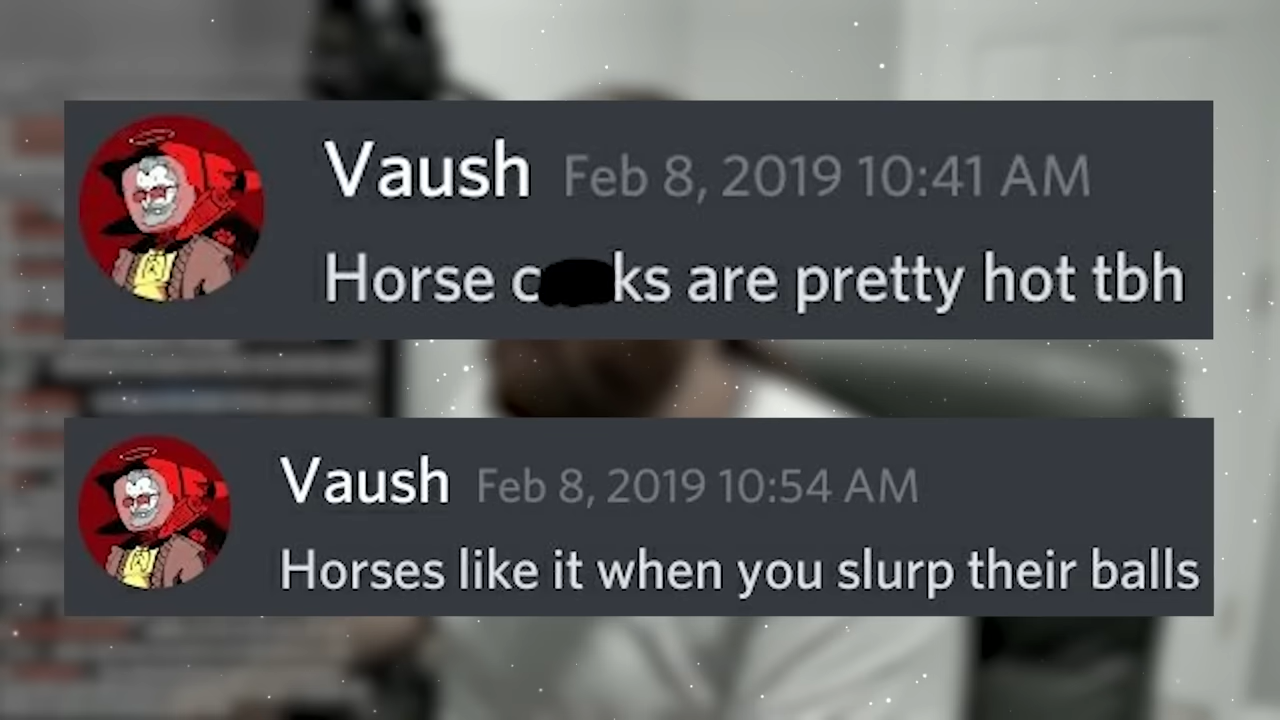 Vaush Feb 8, 2019 10:41 AM
Horse c ks are pretty hot tbh
Vaush Feb 8, 2019 10:54 AM
Horses like it when you slurp their balls